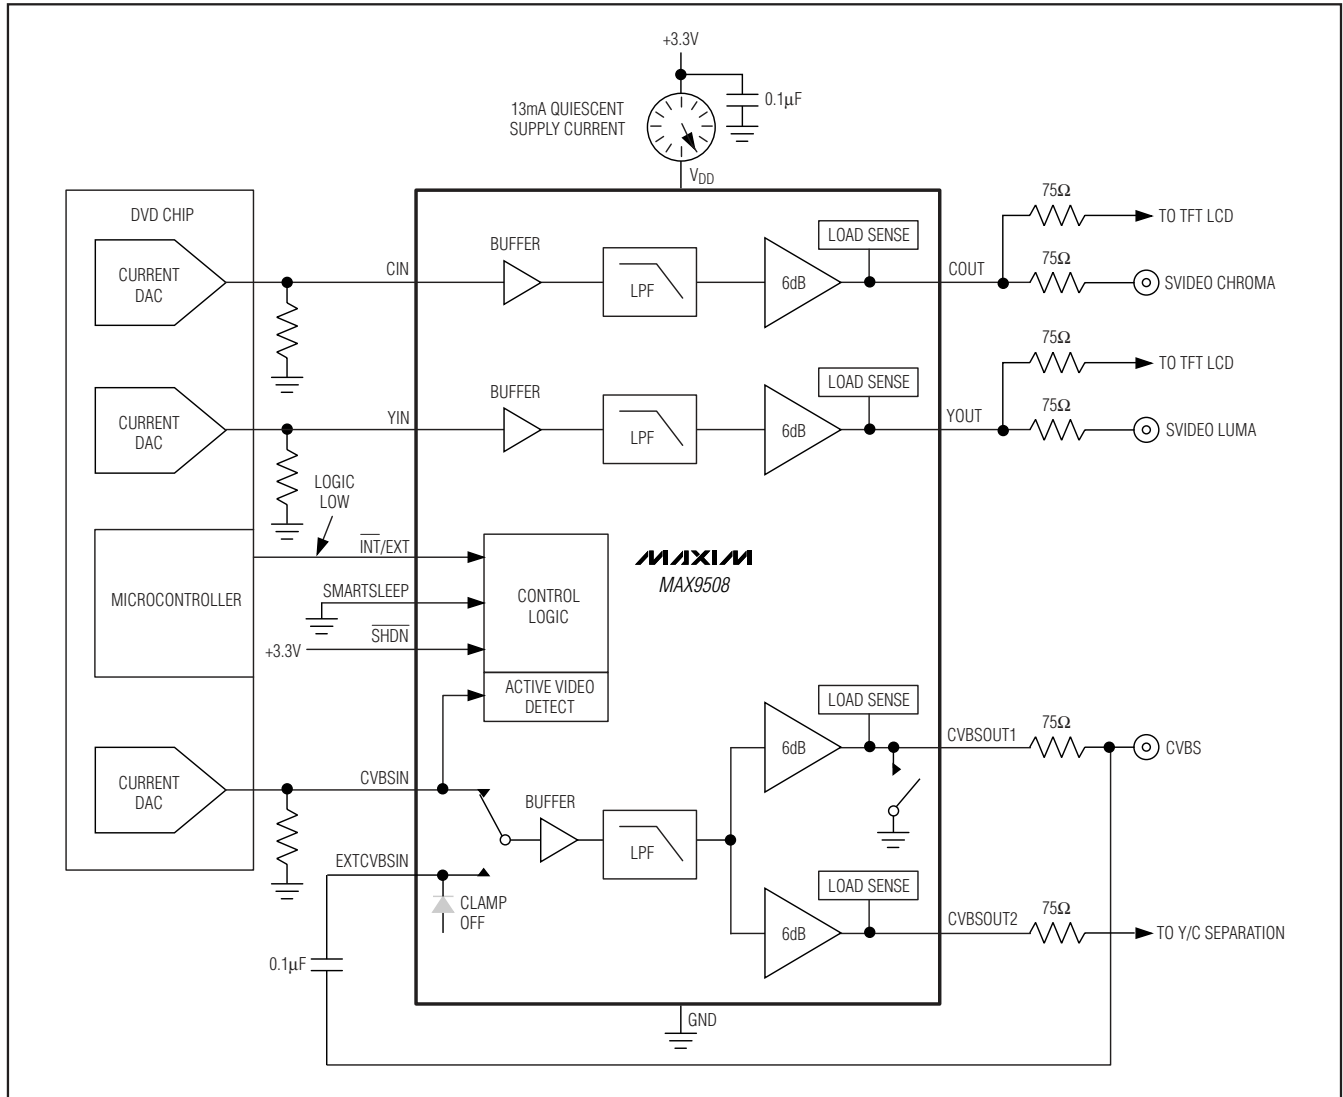 +3.3V
0.1µF
13mA QUIESCENT
SUPPLY CURRENT
VDD
DVD CHIP
CURRENT
DAC
CIN
BUFFER
LPF
6dB
LOAD SENSE
COUT
75Ω
TO TFT LCD
75Ω
SVIDEO CHROMA
CURRENT
DAC
YIN
BUFFER
LPF
6dB
LOAD SENSE
YOUT
75Ω
TO TFT LCD
75Ω
SVIDEO LUMA
LOGIC
LOW
MICROCONTROLLER
INT/EXT
SMARTSLEEP
SHDN
+3.3V
CONTROL
LOGIC
ACTIVE VIDEO
DETECT
MAXIM
MAX9508
CURRENT
DAC
CVBSIN
EXTCVBSIN
CLAMP
OFF
0.1µF
BUFFER
LPF
6dB
LOAD SENSE
CVBSOUT1
75Ω
CVBS
6dB
LOAD SENSE
CVBSOUT2
75Ω
TO Y/C SEPARATION
GND